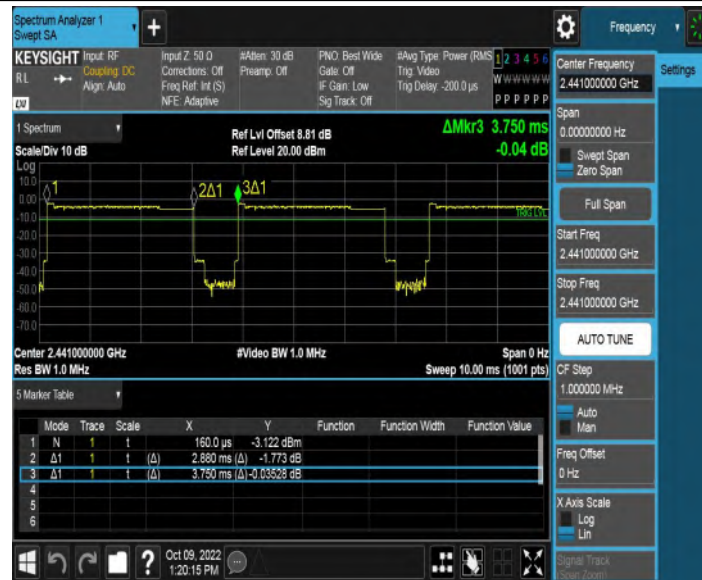 Spectrum Analyzer 1
Swept SA
+
Frequency
KEYSIGHT
RL
LXI
Input: RF
Coupling: DC
Align: Auto
Input Z: 50 Ω
Corrections: Off
Freq Ref: Int (S)
NFE: Adaptive
#Atten: 30 dB
Preamp: Off
PNO: Best Wide
Gate: Off
IF Gain: Low
Sig Track: Off
#Avg Type: Power (RMS
Trig: Video
Trig Delay: -200.0 µs
1 2 3 4 5 6
W W W W W W
P P P P P P
Center Frequency
2.441000000 GHz
Settings
Span
0.00000000 Hz
Swept Span
Zero Span
Full Span
Start Freq
2.441000000 GHz
Stop Freq
2.441000000 GHz
AUTO TUNE
CF Step
1.000000 MHz
Auto
Man
Freq Offset
0 Hz
X Axis Scale
Log
Lin
Signal Track
(Span Zoom)
1 Spectrum
Scale/Div 10 dB
Ref Lvl Offset 8.81 dB
Ref Level 20.00 dBm
ΔMkr3 3.750 ms
-0.04 dB
Log
10.0
0.00
-10.0
-20.0
-30.0
-40.0
-50.0
-60.0
-70.0
1
2Δ1
3Δ1
TRIG LVL
Center 2.441000000 GHz
#Video BW 1.0 MHz
Span 0 Hz
Res BW 1.0 MHz
Sweep 10.00 ms (1001 pts)
5 Marker Table
Mode Trace Scale X Y Function Function Width Function Value
1 N 1 t 160.0 µs -3.122 dBm
2 Δ1 1 t (Δ) 2.880 ms (Δ) -1.773 dB
3 Δ1 1 t (Δ) 3.750 ms (Δ) -0.03528 dB
4
5
6
?
Oct 09, 2022
1:20:15 PM